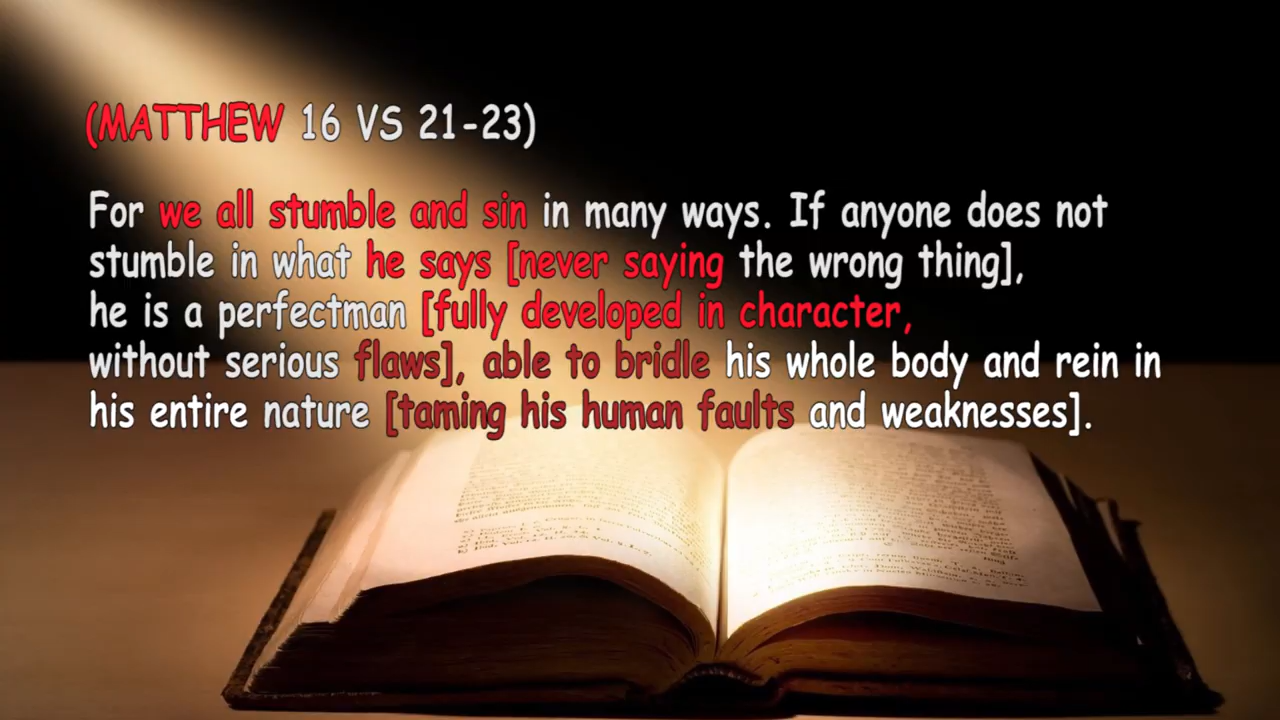 (MATTHEW 16 VS 21-23)
For we all stumble and sin in many ways. If anyone does not
stumble in what he says [never saying the wrong thing],
he is a perfectman [fully developed in character,
without serious flaws], able to bridle his whole body and rein in
his entire nature [taming his human faults and weaknesses].